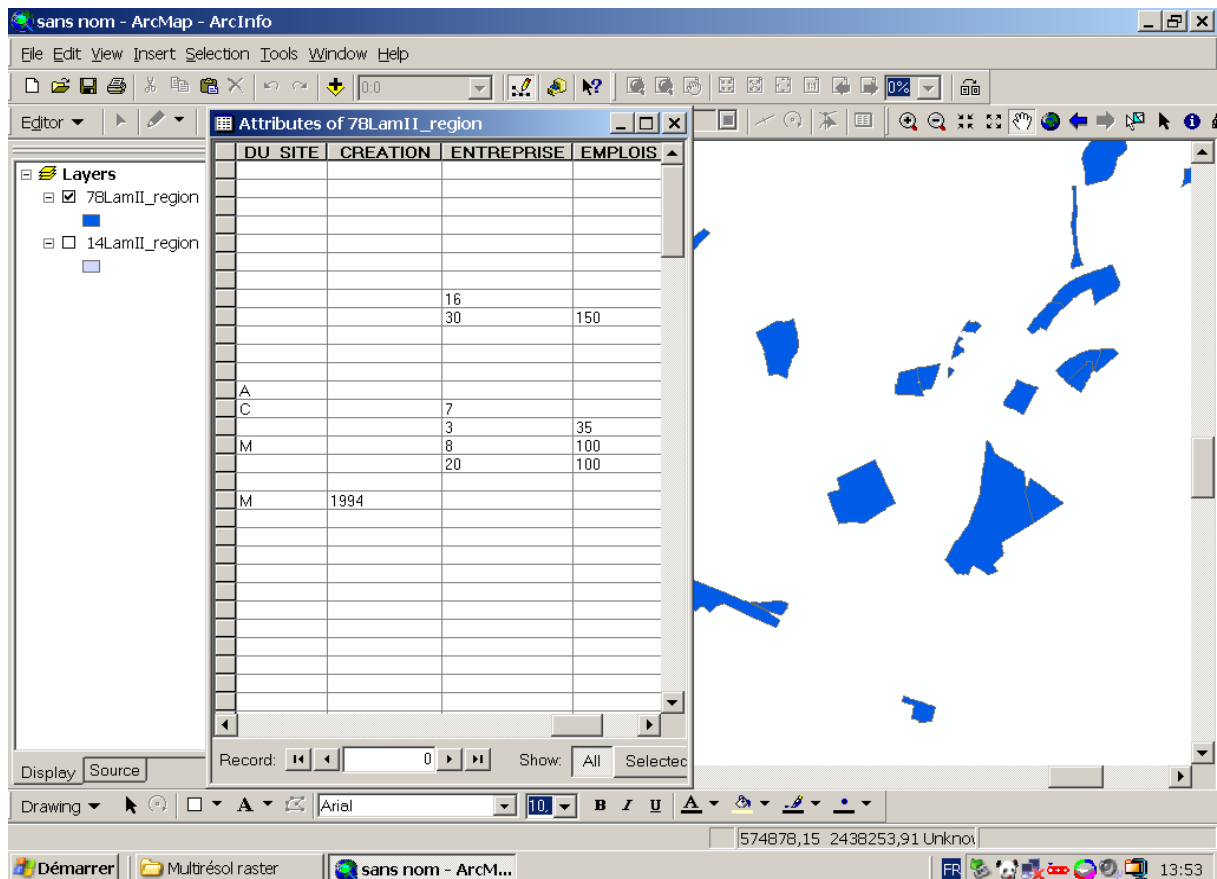 sans nom - ArcMap - ArcInfo
File Edit View Insert Selection Tools Window Help
0:0
0%
Editor
Attributes of 78LamII_region
DU_SITE CREATION ENTREPRISE EMPLOIS
Layers
78LamII_region
14LamII_region
16
30 150
A
C 7
3 35
M 8 100
20 100
M 1994
Record: 0 Show: All Selectec
Display Source
Drawing A Arial 10, B I U A
574878,15 2438253,91 Unknow
Démarrer Multirésol raster sans nom - ArcM... FR 13:53